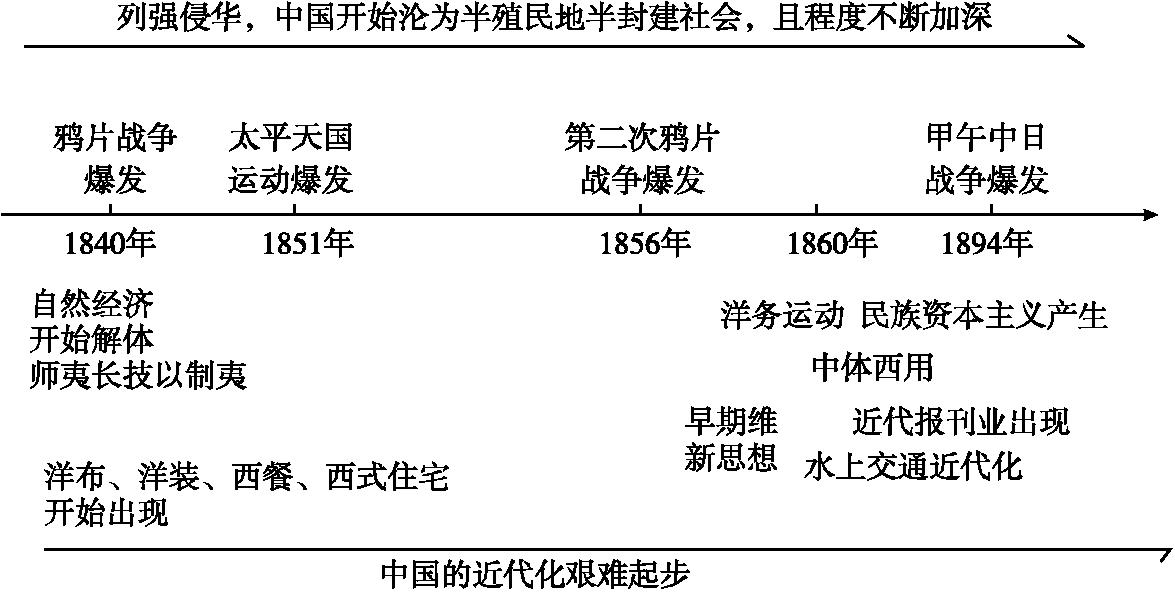 列强侵华，中国开始沦为半殖民地半封建社会，且程度不断加深
鸦片战争
爆发
太平天国
运动爆发
第二次鸦片
战争爆发
甲午中日
战争爆发
1840年
1851年
1856年
1860年
1894年
自然经济
开始解体
师夷长技以制夷
洋务运动 民族资本主义产生
中体西用
早期维
新思想
近代报刊业出现
水上交通近代化
洋布、洋装、西餐、西式住宅
开始出现
中国的近代化艰难起步